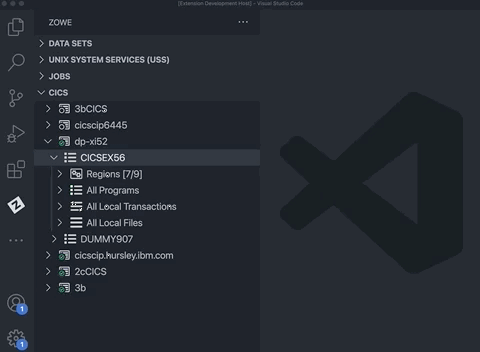 [Extension Development Host] - Visual Studio Code
ZOWE
DATA SETS
UNIX SYSTEM SERVICES (USS)
JOBS
CICS
3bCICS
cicscip6445
dp-xi52
CICSEX56
Regions [7/9]
All Programs
All Local Transactions
All Local Files
DUMMY907
cicscip.hursley.ibm.com
2cCICS
3b
1
1